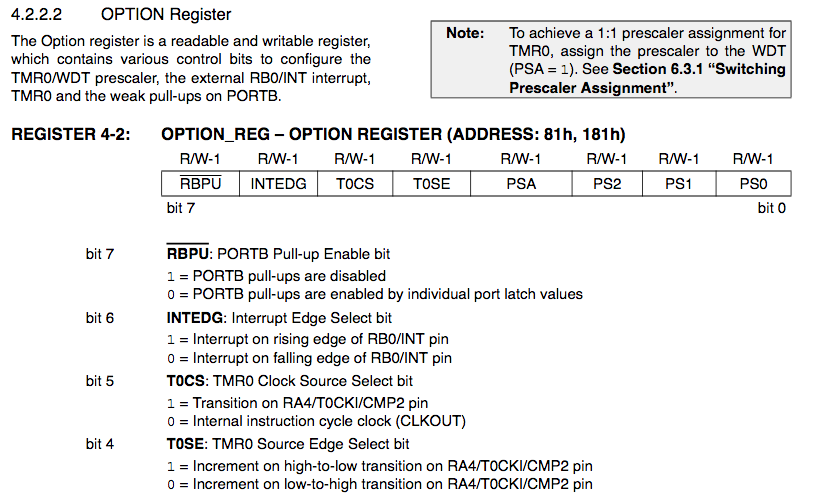 4.2.2.2 OPTION Register
The Option register is a readable and writable register,
which contains various control bits to configure the
TMR0/WDT prescaler, the external RB0/INT interrupt,
TMR0 and the weak pull-ups on PORTB.
Note: To achieve a 1:1 prescaler assignment for
TMR0, assign the prescaler to the WDT
(PSA = 1). See Section 6.3.1 “Switching
Prescaler Assignment”.
REGISTER 4-2: OPTION_REG – OPTION REGISTER (ADDRESS: 81h, 181h)
R/W-1 R/W-1 R/W-1 R/W-1 R/W-1 R/W-1 R/W-1 R/W-1
RBPU INTEDG T0CS T0SE PSA PS2 PS1 PS0
bit 7 bit 0
bit 7 RBPU: PORTB Pull-up Enable bit
1 = PORTB pull-ups are disabled
0 = PORTB pull-ups are enabled by individual port latch values
bit 6 INTEDG: Interrupt Edge Select bit
1 = Interrupt on rising edge of RB0/INT pin
0 = Interrupt on falling edge of RB0/INT pin
bit 5 T0CS: TMR0 Clock Source Select bit
1 = Transition on RA4/T0CKI/CMP2 pin
0 = Internal instruction cycle clock (CLKOUT)
bit 4 T0SE: TMR0 Source Edge Select bit
1 = Increment on high-to-low transition on RA4/T0CKI/CMP2 pin
0 = Increment on low-to-high transition on RA4/T0CKI/CMP2 pin